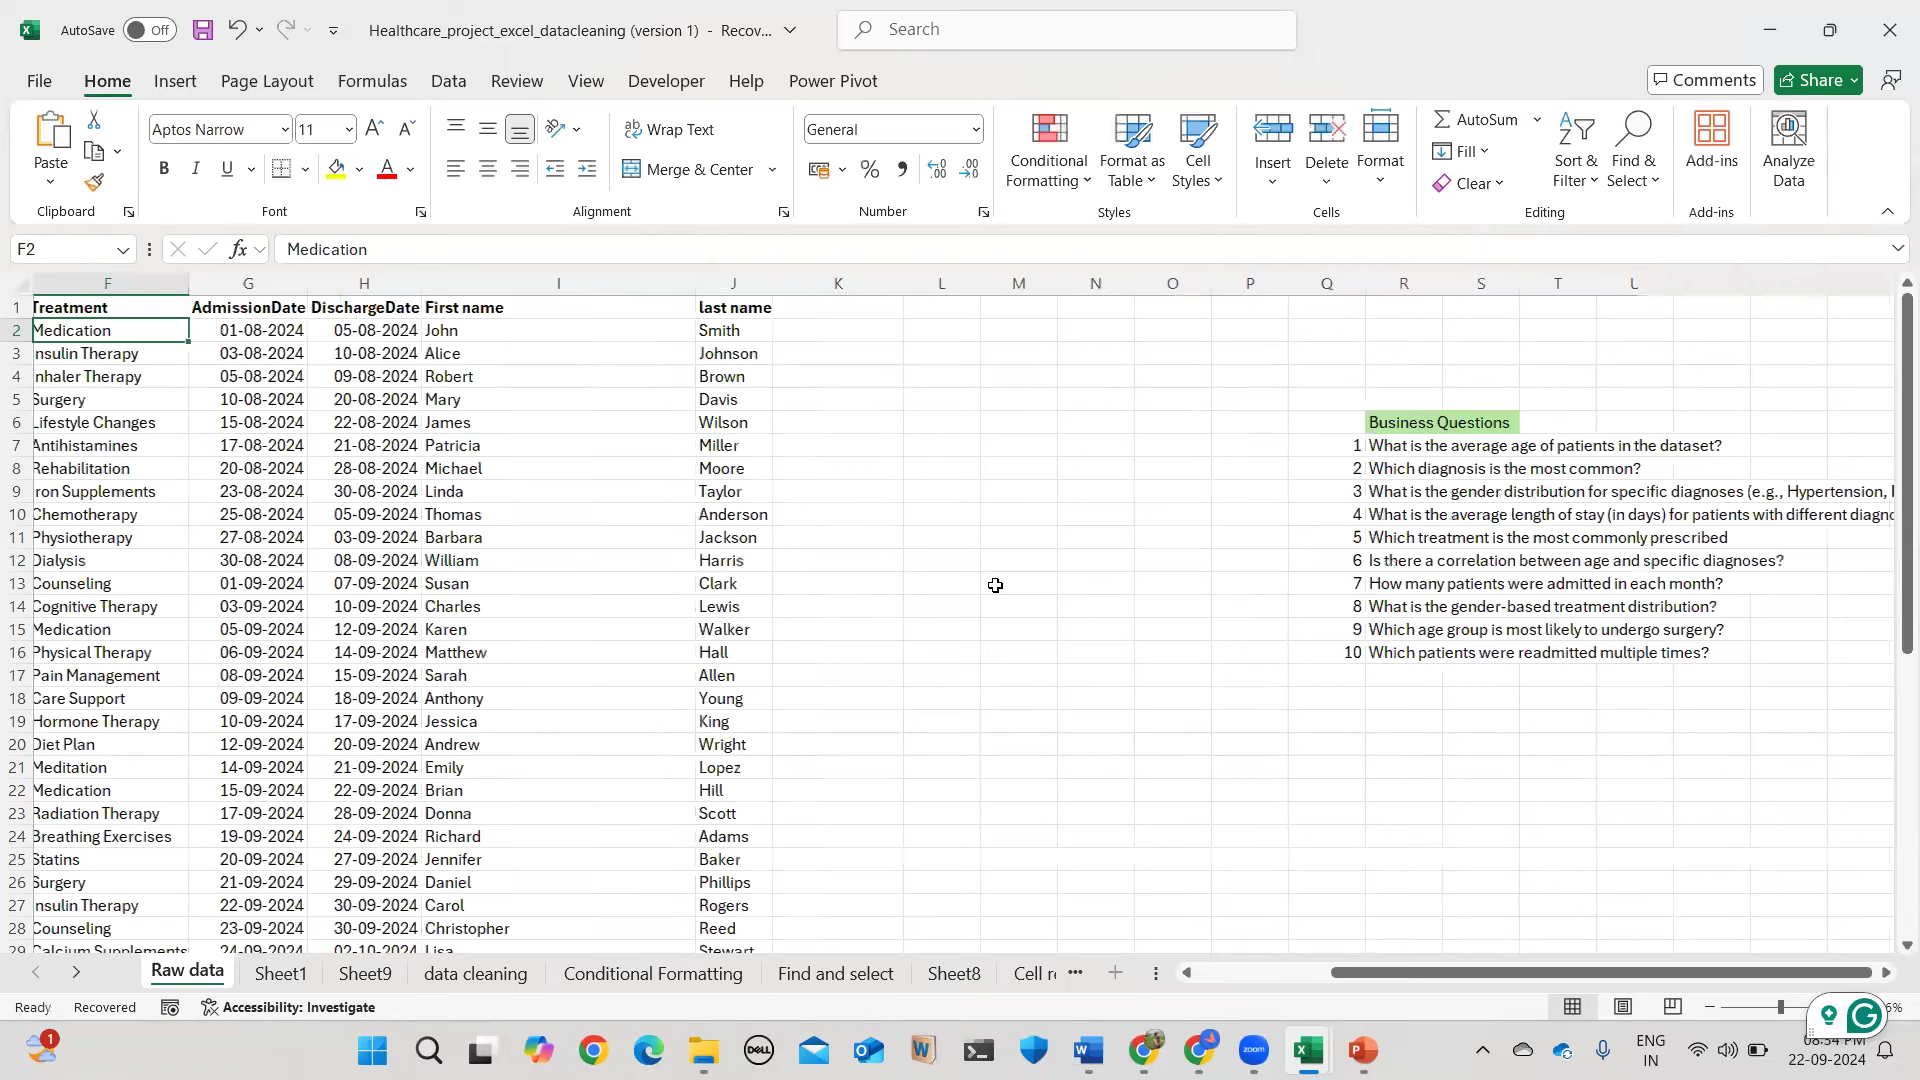 AutoSave Off Healthcare_project_excel_datacleaning (version 1) - Recov... Search
File Home Insert Page Layout Formulas Data Review View Developer Help Power Pivot Comments Share
Paste Aptos Narrow 11 Wrap Text General Conditional Formatting Format as Table Cell Styles Insert Delete Format AutoSum Fill Clear Sort & Filter Find & Select Add-ins Analyze Data
B I U Merge & Center
Clipboard Font Alignment Number Styles Cells Editing Add-ins
F2 fx Medication
F G H I J K L M N O P Q R S T U
1 Treatment AdmissionDate DischargeDate First name last name
2 Medication 01-08-2024 05-08-2024 John Smith
3 nsulin Therapy 03-08-2024 10-08-2024 Alice Johnson
4 nhaler Therapy 05-08-2024 09-08-2024 Robert Brown
5 Surgery 10-08-2024 20-08-2024 Mary Davis
6 Lifestyle Changes 15-08-2024 22-08-2024 James Wilson Business Questions
7 Antihistamines 17-08-2024 21-08-2024 Patricia Miller 1 What is the average age of patients in the dataset?
8 Rehabilitation 20-08-2024 28-08-2024 Michael Moore 2 Which diagnosis is the most common?
9 ron Supplements 23-08-2024 30-08-2024 Linda Taylor 3 What is the gender distribution for specific diagnoses (e.g., Hypertension,
10 Chemotherapy 25-08-2024 05-09-2024 Thomas Anderson 4 What is the average length of stay (in days) for patients with different diagno
11 Physiotherapy 27-08-2024 03-09-2024 Barbara Jackson 5 Which treatment is the most commonly prescribed
12 Dialysis 30-08-2024 08-09-2024 William Harris 6 Is there a correlation between age and specific diagnoses?
13 Counseling 01-09-2024 07-09-2024 Susan Clark 7 How many patients were admitted in each month?
14 Cognitive Therapy 03-09-2024 10-09-2024 Charles Lewis 8 What is the gender-based treatment distribution?
15 Medication 05-09-2024 12-09-2024 Karen Walker 9 Which age group is most likely to undergo surgery?
16 Physical Therapy 06-09-2024 14-09-2024 Matthew Hall 10 Which patients were readmitted multiple times?
17 Pain Management 08-09-2024 15-09-2024 Sarah Allen
18 Care Support 09-09-2024 18-09-2024 Anthony Young
19 Hormone Therapy 10-09-2024 17-09-2024 Jessica King
20 Diet Plan 12-09-2024 20-09-2024 Andrew Wright
21 Meditation 14-09-2024 21-09-2024 Emily Lopez
22 Medication 15-09-2024 22-09-2024 Brian Hill
23 Radiation Therapy 17-09-2024 28-09-2024 Donna Scott
24 Breathing Exercises 19-09-2024 24-09-2024 Richard Adams
25 Statins 20-09-2024 27-09-2024 Jennifer Baker
26 Surgery 21-09-2024 29-09-2024 Daniel Phillips
27 nsulin Therapy 22-09-2024 30-09-2024 Carol Rogers
28 Counseling 23-09-2024 30-09-2024 Christopher Reed
29 Calcium Supplements 24-09-2024 02-10-2024 Lisa Stewart
Raw data Sheet1 Sheet9 data cleaning Conditional Formatting Find and select Sheet8 Cell re ...
Ready Recovered Accessibility: Investigate 6%
1 DELL zoom ENG IN 08:34 PM 22-09-2024